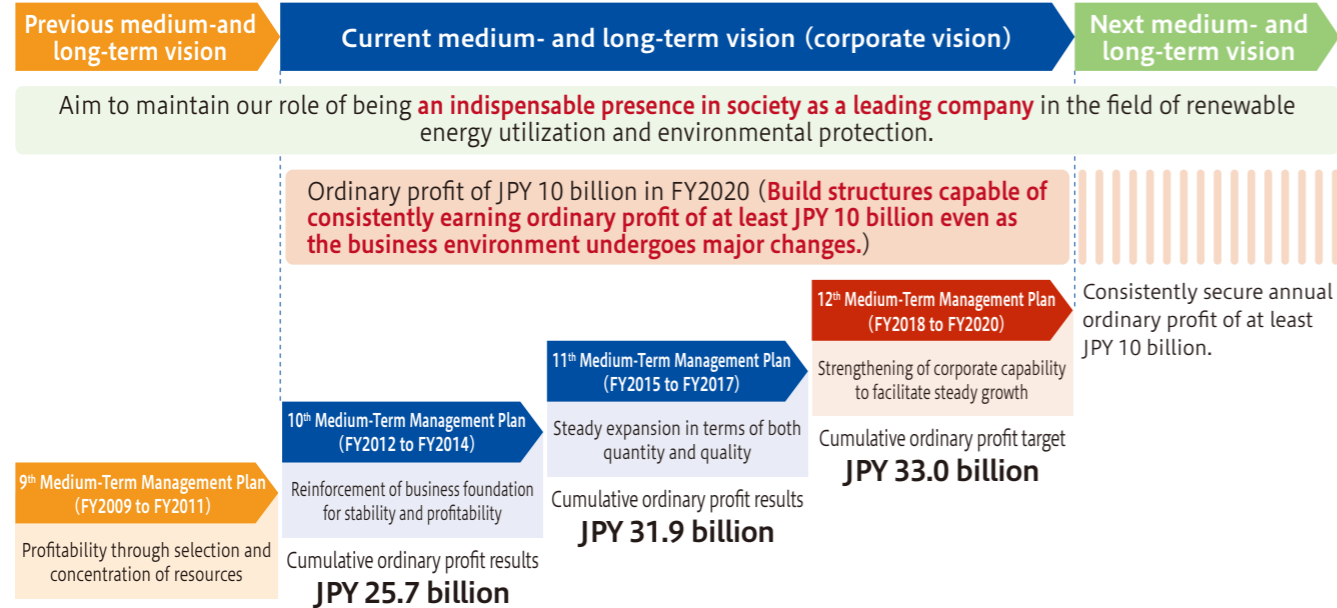 Previous medium-and
long-term vision
Current medium- and long-term vision (corporate vision)
Next medium- and
long-term vision
Aim to maintain our role of being an indispensable presence in society as a leading company in the field of renewable
energy utilization and environmental protection.
Ordinary profit of JPY 10 billion in FY2020 (Build structures capable of
consistently earning ordinary profit of at least JPY 10 billion even as
the business environment undergoes major changes.)
9th Medium-Term Management Plan
(FY2009 to FY2011)
Profitability through selection and
concentration of resources
10th Medium-Term Management Plan
(FY2012 to FY2014)
Reinforcement of business foundation
for stability and profitability
Cumulative ordinary profit results
JPY 25.7 billion
11th Medium-Term Management Plan
(FY2015 to FY2017)
Steady expansion in terms of both
quantity and quality
Cumulative ordinary profit results
JPY 31.9 billion
12th Medium-Term Management Plan
(FY2018 to FY2020)
Strengthening of corporate capability
to facilitate steady growth
Cumulative ordinary profit target
JPY 33.0 billion
Consistently secure annual
ordinary profit of at least
JPY 10 billion.